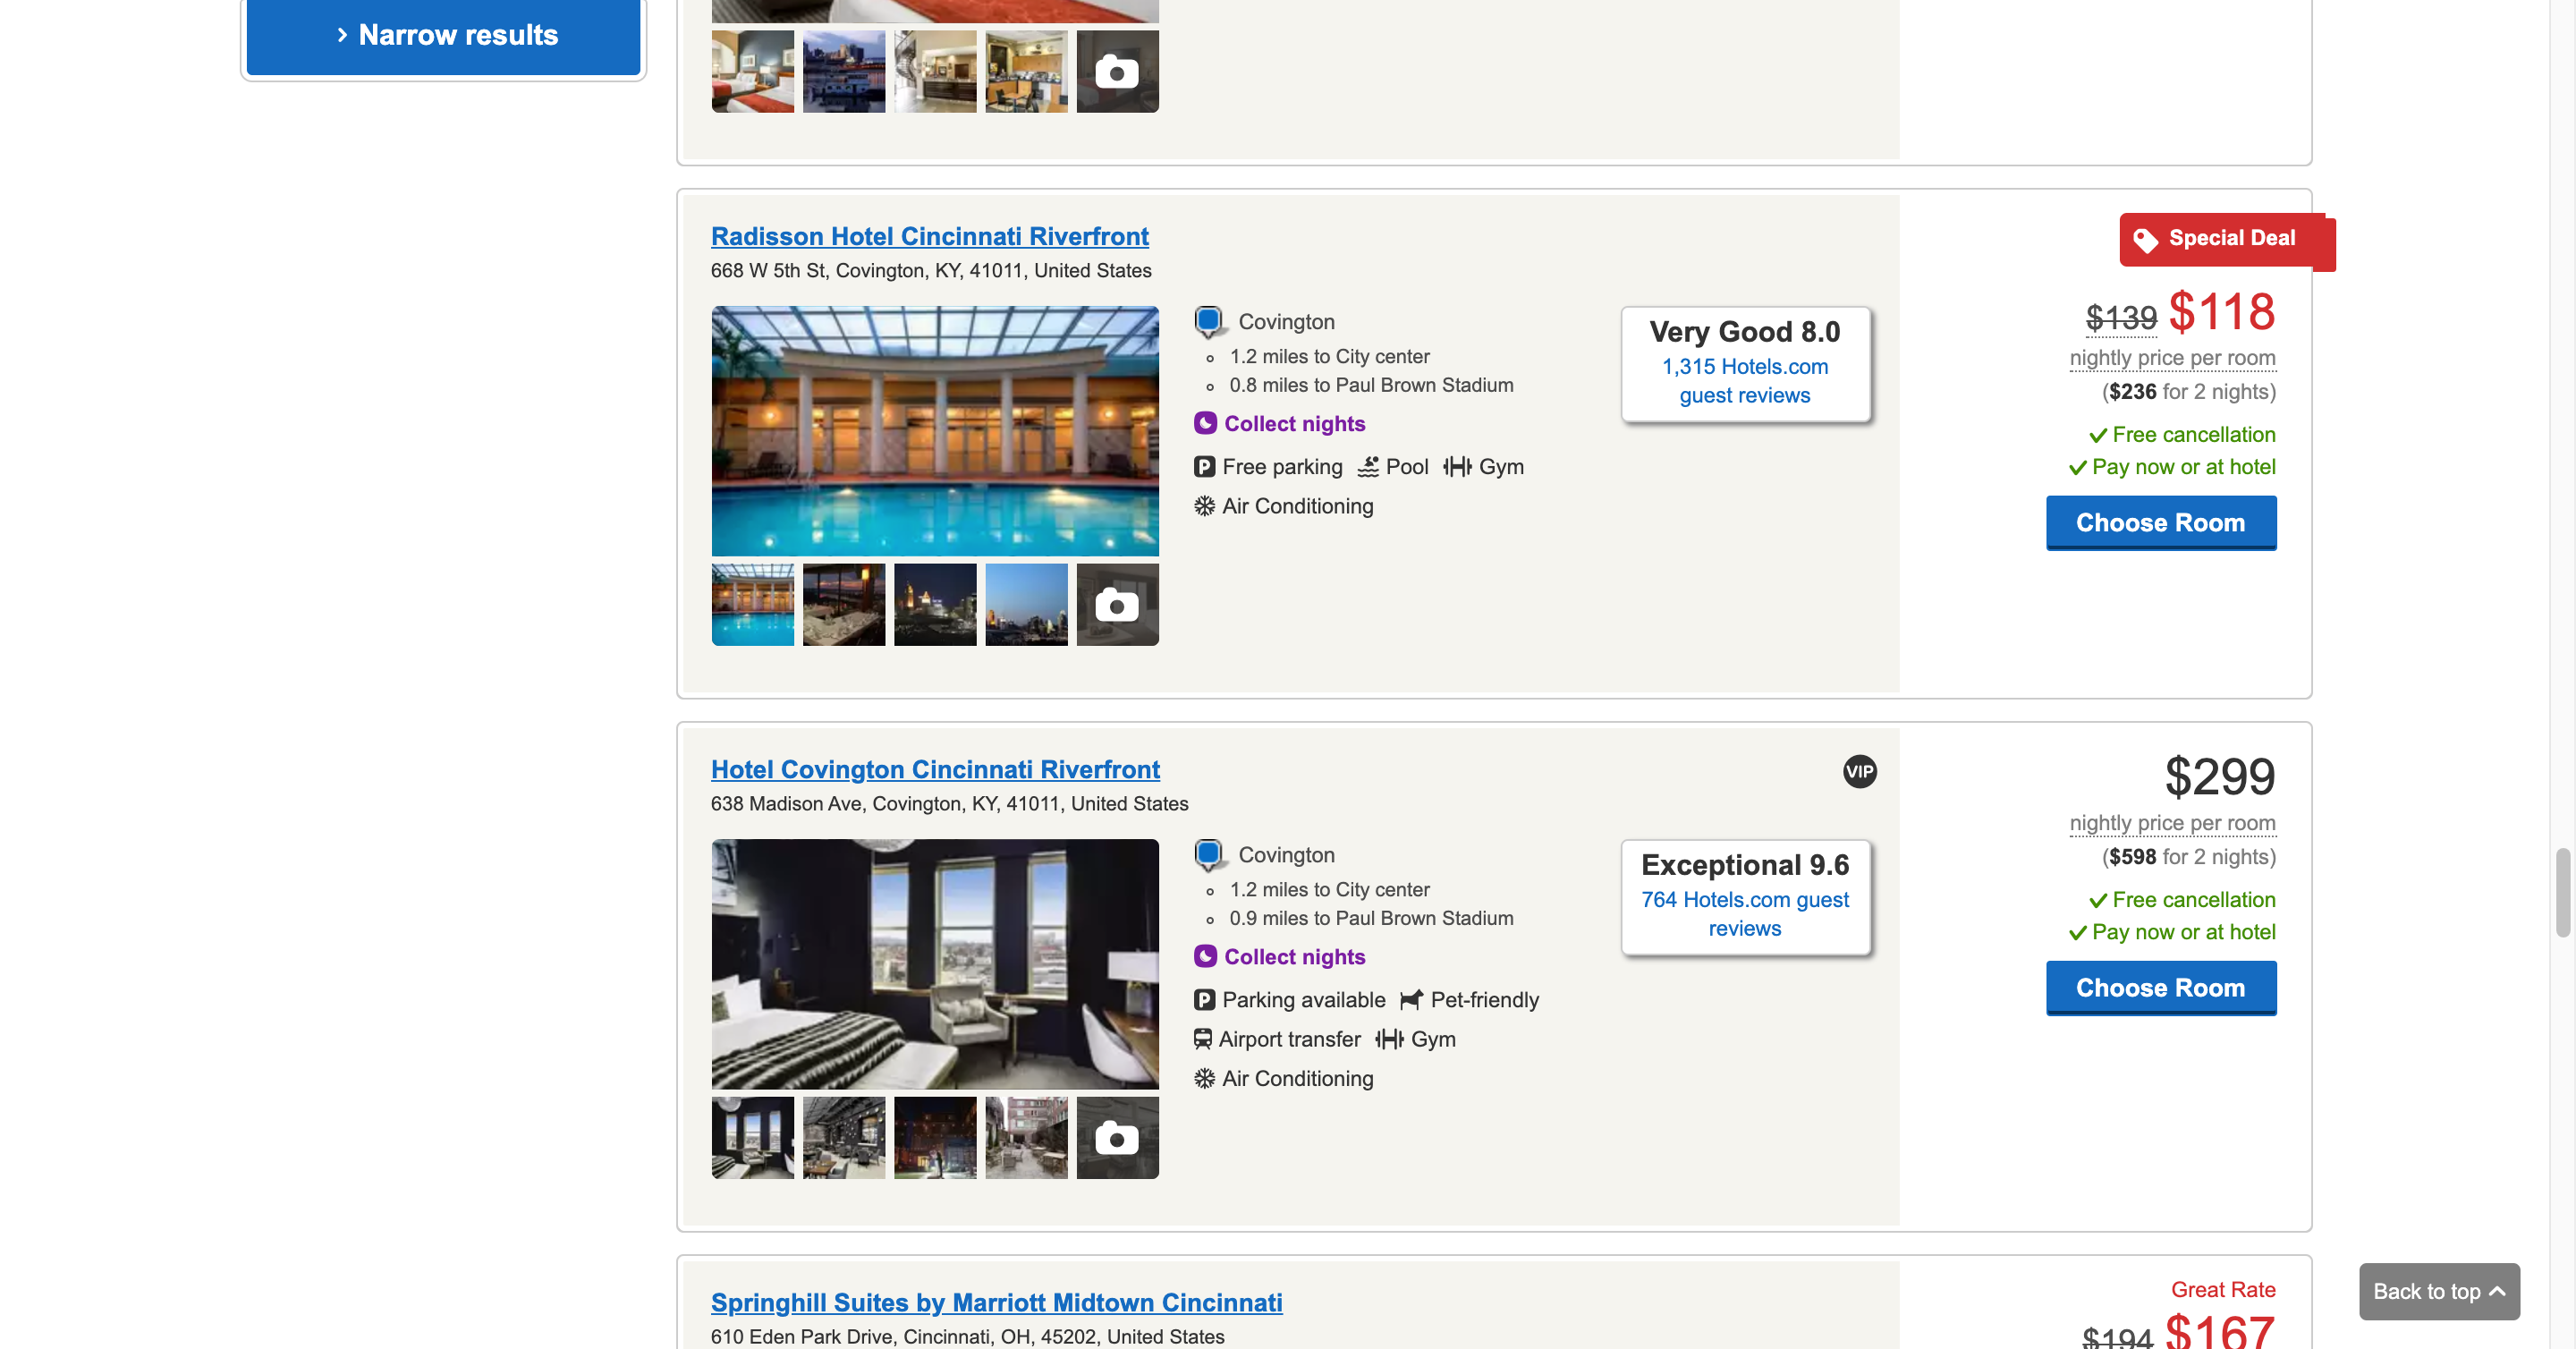 Narrow results
Radisson Hotel Cincinnati Riverfront
668 W 5th St, Covington, KY, 41011, United States
Covington
1.2 miles to City center
0.8 miles to Paul Brown Stadium
Collect nights
P Free parking Pool Gym
Air Conditioning
Very Good 8.0
1,315 Hotels.com
guest reviews
Special Deal
$139 $118
nightly price per room
($236 for 2 nights)
Free cancellation
Pay now or at hotel
Choose Room
Hotel Covington Cincinnati Riverfront
638 Madison Ave, Covington, KY, 41011, United States
VIP
Covington
1.2 miles to City center
0.9 miles to Paul Brown Stadium
Collect nights
P Parking available Pet-friendly
Airport transfer Gym
Air Conditioning
Exceptional 9.6
764 Hotels.com guest
reviews
$299
nightly price per room
($598 for 2 nights)
Free cancellation
Pay now or at hotel
Choose Room
Springhill Suites by Marriott Midtown Cincinnati
610 Eden Park Drive, Cincinnati, OH, 45202, United States
Great Rate
$194 $167
Back to top